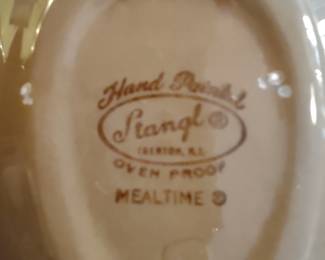 Hand Painted
Stangl ®
TRENTON, N.J.
OVEN PROOF
MEALTIME ®